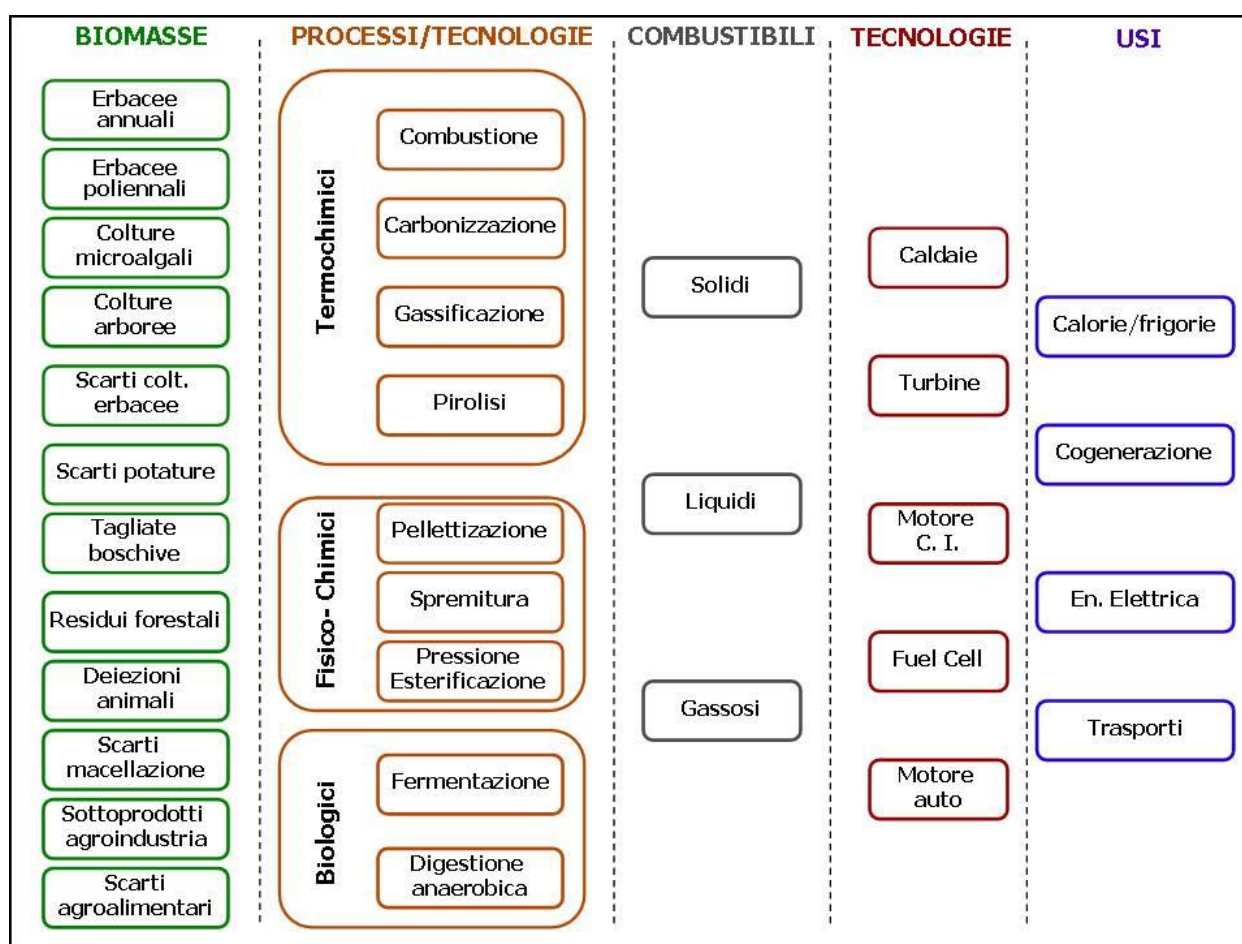 BIOMASSE
PROCESSI/TECNOLOGIE
COMBUSTIBILI
TECNOLOGIE
USI
Erbacee
annuali
Erbacee
poliennali
Colture
microalgali
Colture
arboree
Scarti colt.
erbacee
Scarti potature
Tagliate
boschive
Residui forestali
Deiezioni
animali
Scarti
macellazione
Sottoprodotti
agroindustria
Scarti
agroalimentari
Termochimici
Combustione
Carbonizzazione
Gassificazione
Pirolisi
Fisico- Chimici
Pellettizazione
Spremitura
Pressione
Esterificazione
Biologici
Fermentazione
Digestione
anaerobica
Solidi
Liquidi
Gassosi
Caldaie
Turbine
Motore
C. I.
Fuel Cell
Motore
auto
Calorie/frigorie
Cogenerazione
En. Elettrica
Trasporti